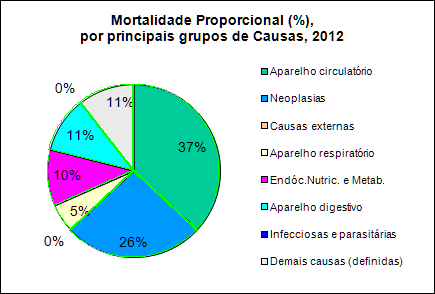 Mortalidade Proporcional (%),
por principais grupos de Causas, 2012
37%
26%
0%
5%
10%
11%
0%
11%
Aparelho circulatório
Neoplasias
Causas externas
Aparelho respiratório
Endóc.Nutric. e Metab.
Aparelho digestivo
Infecciosas e parasitárias
Demais causas (definidas)